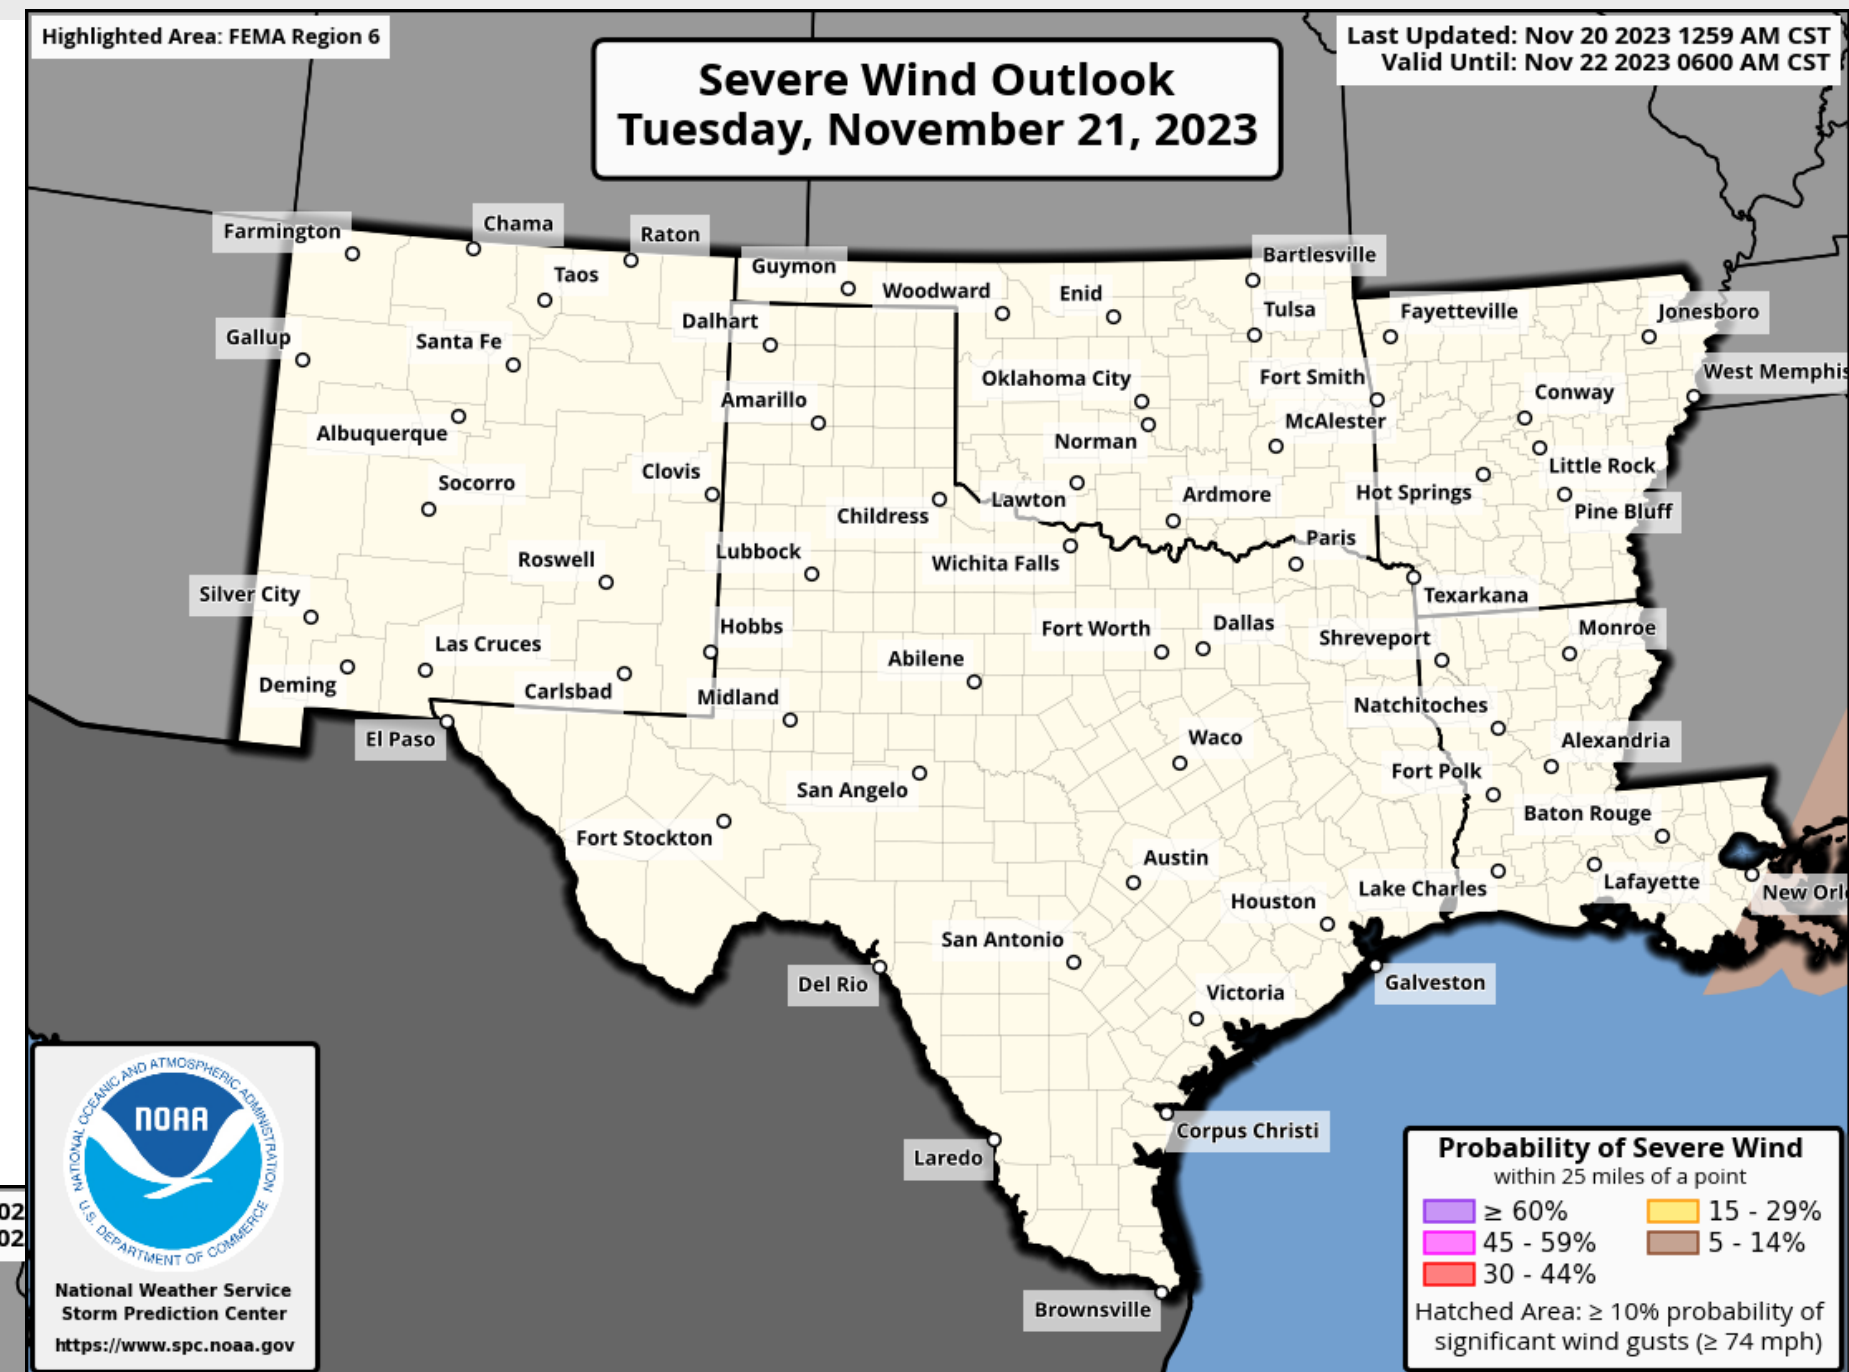 Highlighted Area: FEMA Region 6
Last Updated: Nov 20 2023 1259 AM CST
Valid Until: Nov 22 2023 0600 AM CST
Severe Wind Outlook
Tuesday, November 21, 2023
Farmington
Chama
Raton
Taos
Guymon
Woodward
Enid
Bartlesville
Tulsa
Fayetteville
Jonesboro
Gallup
Santa Fe
Dalhart
Oklahoma City
Fort Smith
Conway
West Memphis
Albuquerque
Amarillo
Norman
McAlester
Little Rock
Socorro
Clovis
Childress
Lawton
Ardmore
Hot Springs
Pine Bluff
Roswell
Lubbock
Wichita Falls
Paris
Texarkana
Silver City
Las Cruces
Hobbs
Abilene
Fort Worth
Dallas
Shreveport
Monroe
Deming
Carlsbad
Midland
Natchitoches
El Paso
San Angelo
Waco
Fort Polk
Alexandria
Fort Stockton
Austin
Baton Rouge
Houston
Lake Charles
Lafayette
New Orl
San Antonio
Del Rio
Victoria
Galveston
Corpus Christi
Laredo
Brownsville
02
02
NATIONAL OCEANIC AND ATMOSPHERIC ADMINISTRATION
NOAA
U.S. DEPARTMENT OF COMMERCE
National Weather Service
Storm Prediction Center
https://www.spc.noaa.gov
Probability of Severe Wind
within 25 miles of a point
≥ 60%
15 - 29%
45 - 59%
5 - 14%
30 - 44%
Hatched Area: ≥ 10% probability of
significant wind gusts (≥ 74 mph)